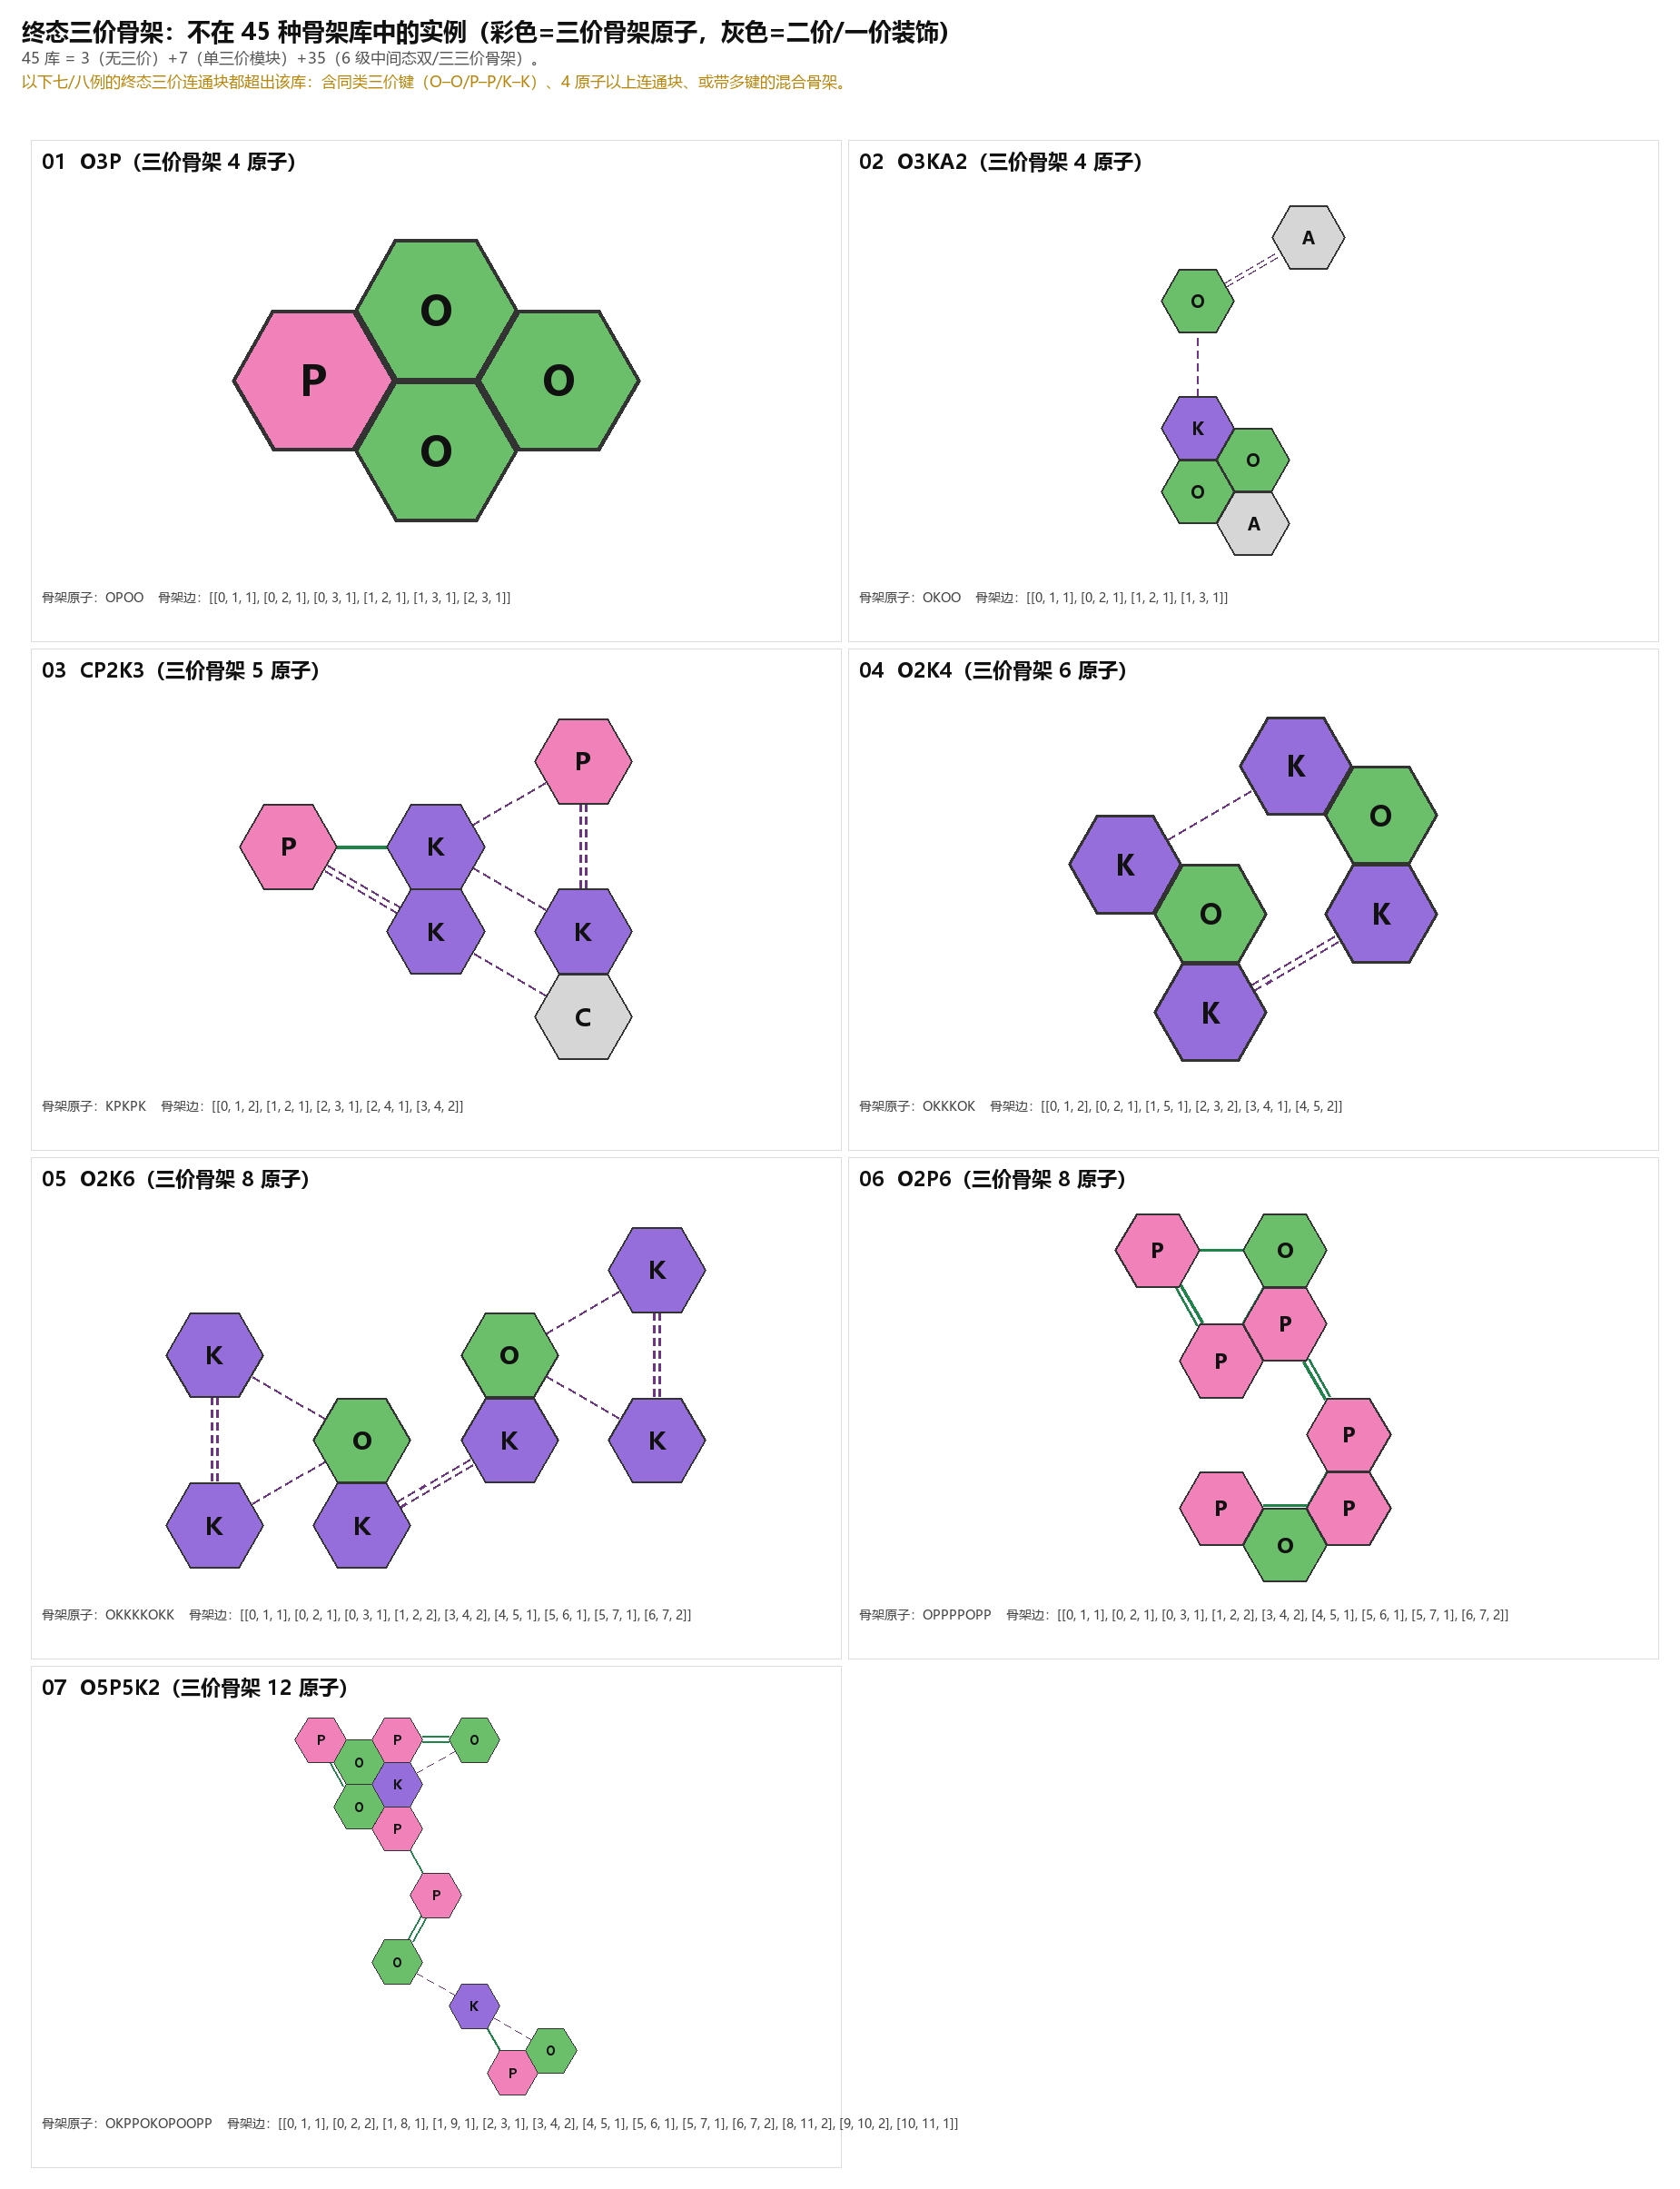 终态三价骨架：不在 45 种骨架库中的实例（彩色=三价骨架原子，灰色=二价/一价装饰）
45 库 = 3（无三价）+7（单三价模块）+35（6 级中间态双/三三价骨架）。
以下七/八例的终态三价连通块都超出该库：含同类三价键（O–O/P–P/K–K）、4 原子以上连通块、或带多键的混合骨架。
01 O3P（三价骨架 4 原子）
O
P
O
O
骨架原子：OPOO 骨架边：[[0, 1, 1], [0, 2, 1], [0, 3, 1], [1, 2, 1], [1, 3, 1], [2, 3, 1]]
02 O3KA2（三价骨架 4 原子）
A
O
K
O
O
A
骨架原子：OKOO 骨架边：[[0, 1, 1], [0, 2, 1], [1, 2, 1], [1, 3, 1]]
03 CP2K3（三价骨架 5 原子）
P
P
K
K
K
C
骨架原子：KPKPK 骨架边：[[0, 1, 2], [1, 2, 1], [2, 3, 1], [2, 4, 1], [3, 4, 2]]
04 O2K4（三价骨架 6 原子）
K
O
K
O
K
K
骨架原子：OKKKOK 骨架边：[[0, 1, 2], [0, 2, 1], [1, 5, 1], [2, 3, 2], [3, 4, 1], [4, 5, 2]]
05 O2K6（三价骨架 8 原子）
K
K
O
O
K
K
K
K
骨架原子：OKKKKOKK 骨架边：[[0, 1, 1], [0, 2, 1], [0, 3, 1], [1, 2, 2], [3, 4, 2], [4, 5, 1], [5, 6, 1], [5, 7, 1], [6, 7, 2]]
06 O2P6（三价骨架 8 原子）
P
O
P
P
P
P
P
O
骨架原子：OPPPPOPP 骨架边：[[0, 1, 1], [0, 2, 1], [0, 3, 1], [1, 2, 2], [3, 4, 2], [4, 5, 1], [5, 6, 1], [5, 7, 1], [6, 7, 2]]
07 O5P5K2（三价骨架 12 原子）
P
P
O
O
K
O
P
P
O
K
O
P
骨架原子：OKPPOKOPOOPP 骨架边：[[0, 1, 1], [0, 2, 2], [1, 8, 1], [1, 9, 1], [2, 3, 1], [3, 4, 2], [4, 5, 1], [5, 6, 1], [5, 7, 1], [6, 7, 2], [8, 11, 2], [9, 10, 2], [10, 11, 1]]